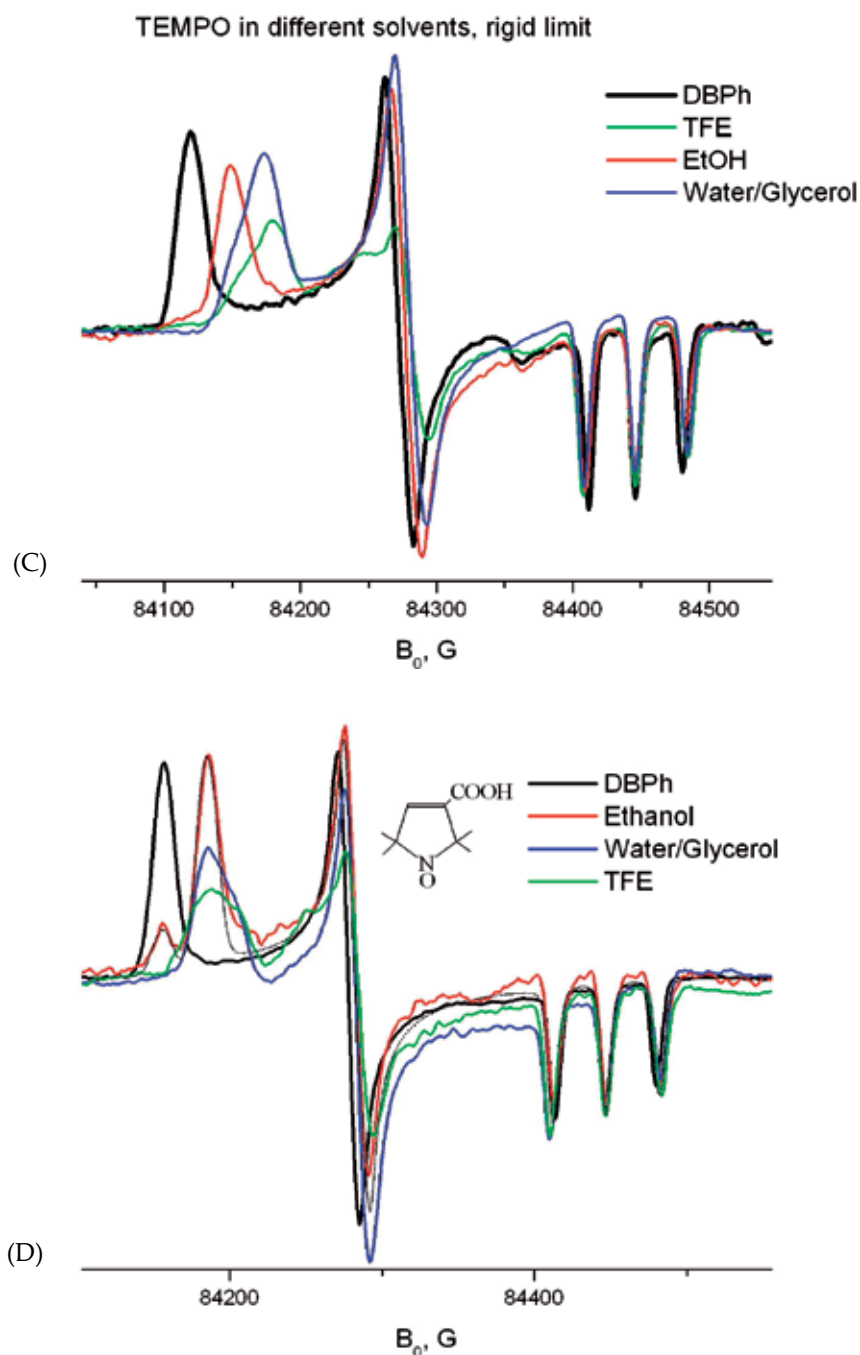 TEMPO in different solvents, rigid limit
DBPh
TFE
EtOH
Water/Glycerol
(C)
84100 84200 84300 84400 84500
B₀, G
COOH
N
O
DBPh
Ethanol
Water/Glycerol
TFE
(D)
84200 84400
B₀, G